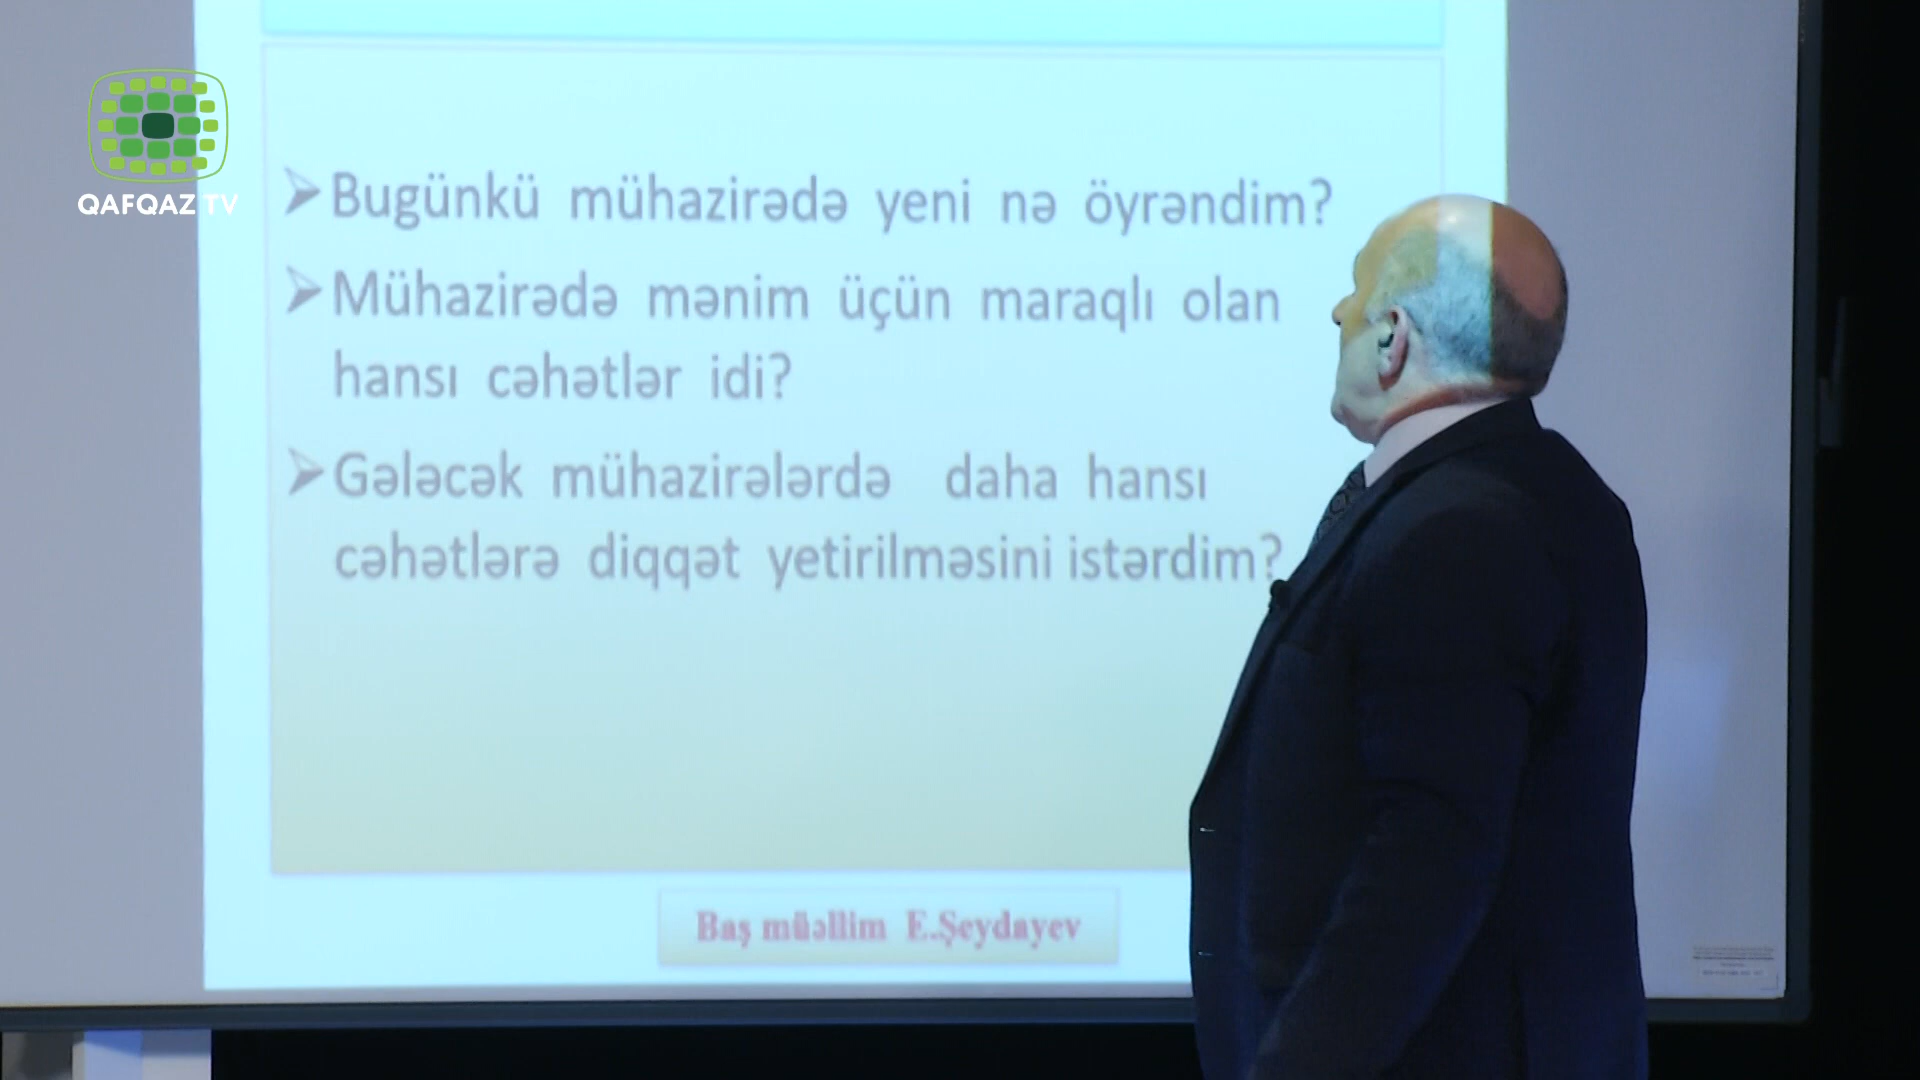 QAFQAZ TV
Bugünkü mühazirədə yeni nə öyrəndim?
Mühazirədə mənim üçün maraqlı olan
hansı cəhətlər idi?
Gələcək mühazirələrdə daha hansı
cəhətlərə diqqət yetirilməsini istərdim?
Baş müəllim E.Şeydayev